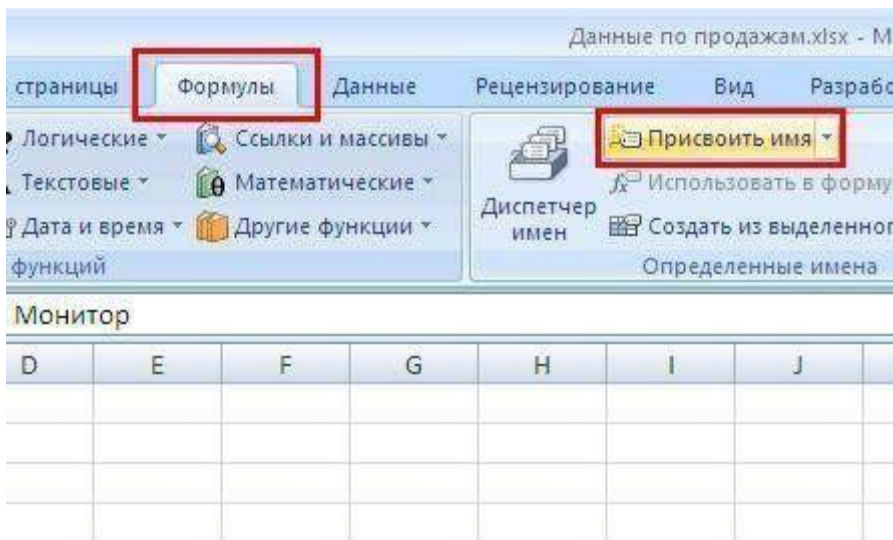 Данные по продажам.xlsx - M
страницы Формулы Данные Рецензирование Вид Разрабо
Логические Ссылки и массивы Присвоить имя
Текстовые Математические Использовать в форму
Дата и время Другие функции Диспетчер имен Создать из выделенног
функций Определенные имена
Монитор
D E F G H I J